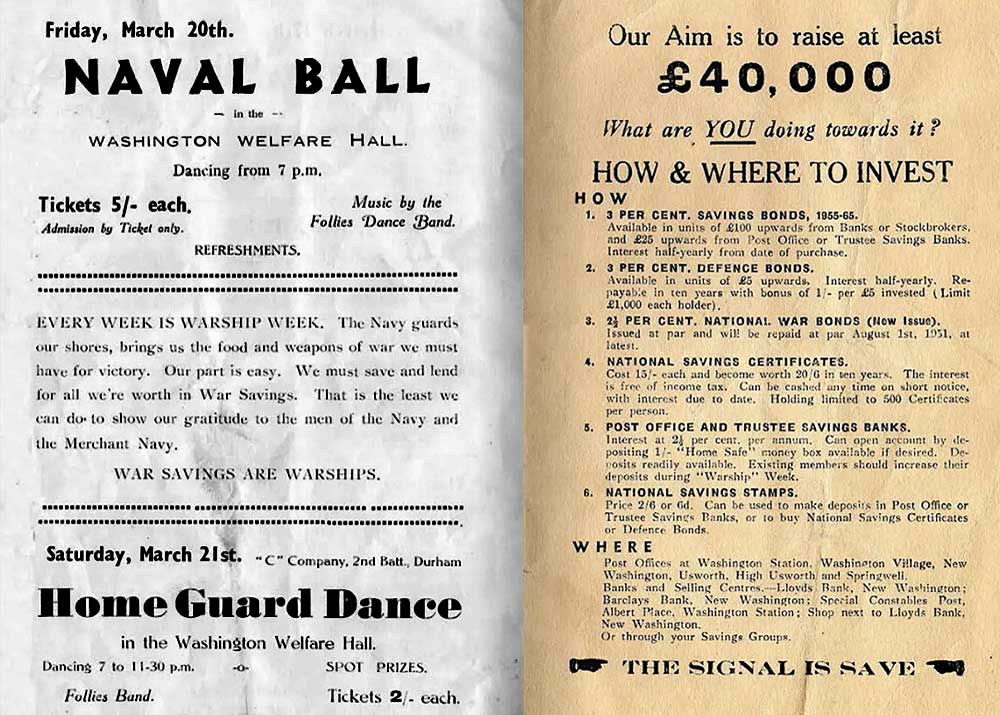 Friday, March 20th.
NAVAL BALL
— in the --
WASHINGTON WELFARE HALL.
Dancing from 7 p.m.
Tickets 5/- each.
Admission by Ticket only.
Music by the
Follies Dance Band.
REFRESHMENTS.
EVERY WEEK IS WARSHIP WEEK. The Navy guards
our shores, brings us the food and weapons of war we must
have for victory. Our part is easy. We must save and lend
for all we're worth in War Savings. That is the least we
can do to show our gratitude to the men of the Navy and
the Merchant Navy.
WAR SAVINGS ARE WARSHIPS.
Saturday, March 21st. "C" Company, 2nd Batt., Durham
Home Guard Dance
in the Washington Welfare Hall.
Dancing 7 to 11-30 p.m. -o- SPOT PRIZES.
Follies Band. Tickets 2/- each.
Our Aim is to raise at least
£40,000
What are YOU doing towards it?
HOW & WHERE TO INVEST
HOW
1. 3 PER CENT. SAVINGS BONDS, 1955-65.
Available in units of £100 upwards from Banks or Stockbrokers,
and £25 upwards from Post Office or Trustee Savings Banks.
Interest half-yearly from date of purchase.
2. 3 PER CENT. DEFENCE BONDS.
Available in units of £5 upwards. Interest half-yearly. Re-
payable in ten years with bonus of 1/- per £5 invested (Limit
£1,000 each holder).
3. 2½ PER CENT. NATIONAL WAR BONDS (New Issue).
Issued at par and will be repaid at par August 1st, 1951, at
latest.
4. NATIONAL SAVINGS CERTIFICATES.
Cost 15/- each and become worth 20/6 in ten years. The interest
is free of income tax. Can be cashed any time on short notice,
with interest due to date. Holding limited to 500 Certificates
per person.
5. POST OFFICE AND TRUSTEE SAVINGS BANKS.
Interest at 2½ per cent. per annum. Can open account by de-
positing 1/- "Home Safe" money box available if desired. De-
posits readily available. Existing members should increase their
deposits during "Warship" Week.
6. NATIONAL SAVINGS STAMPS.
Price 2/6 or 6d. Can be used to make deposits in Post Office or
Trustee Savings Banks, or to buy National Savings Certificates
or Defence Bonds.
WHERE
Post Offices at Washington Station, Washington Village, New
Washington, Usworth, High Usworth and Springwell.
Banks and Selling Centres.—Lloyds Bank, New Washington;
Barclays Bank, New Washington; Special Constables Post,
Albert Place, Washington Station; Shop next to Lloyds Bank,
New Washington.
Or through your Savings Groups.
THE SIGNAL IS SAVE